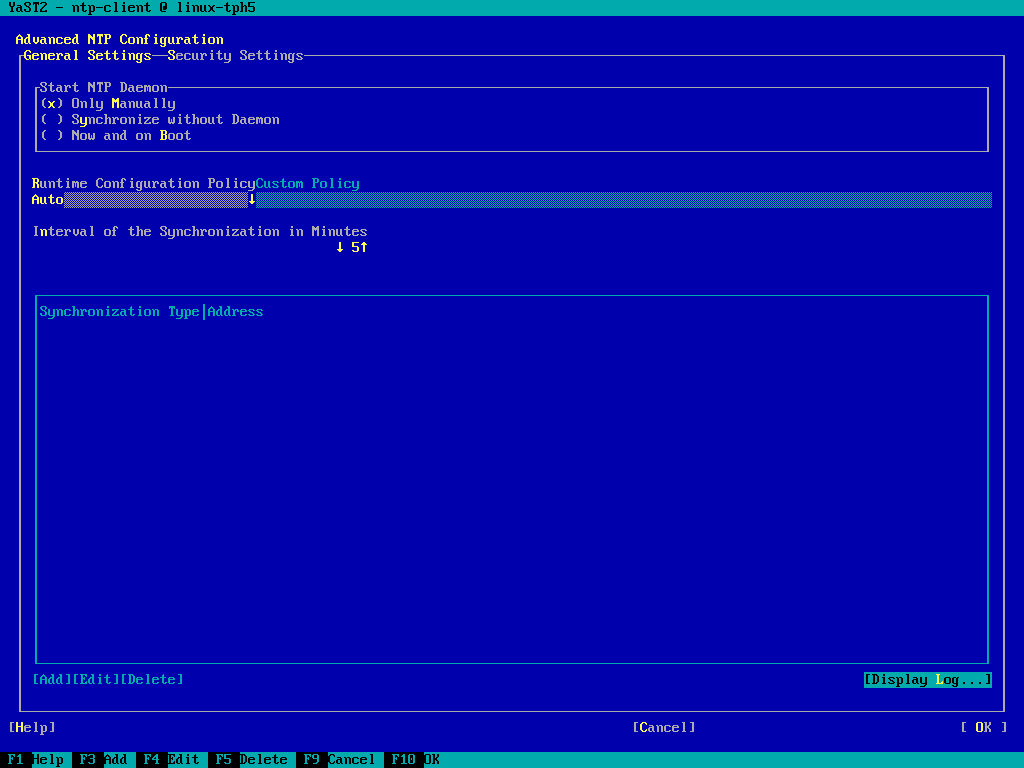 YaST2 - ntp-client @ linux-tph5
Advanced NTP Configuration
General Settings Security Settings
Start NTP Daemon
(x) Only Manually
( ) Synchronize without Daemon
( ) Now and on Boot
Runtime Configuration Policy Custom Policy
Auto ↓
Interval of the Synchronization in Minutes
↓ 5↑
Synchronization Type|Address
[Add][Edit][Delete] [Display Log...]
[Help] [Cancel] [ OK ]
F1 Help F3 Add F4 Edit F5 Delete F9 Cancel F10 OK